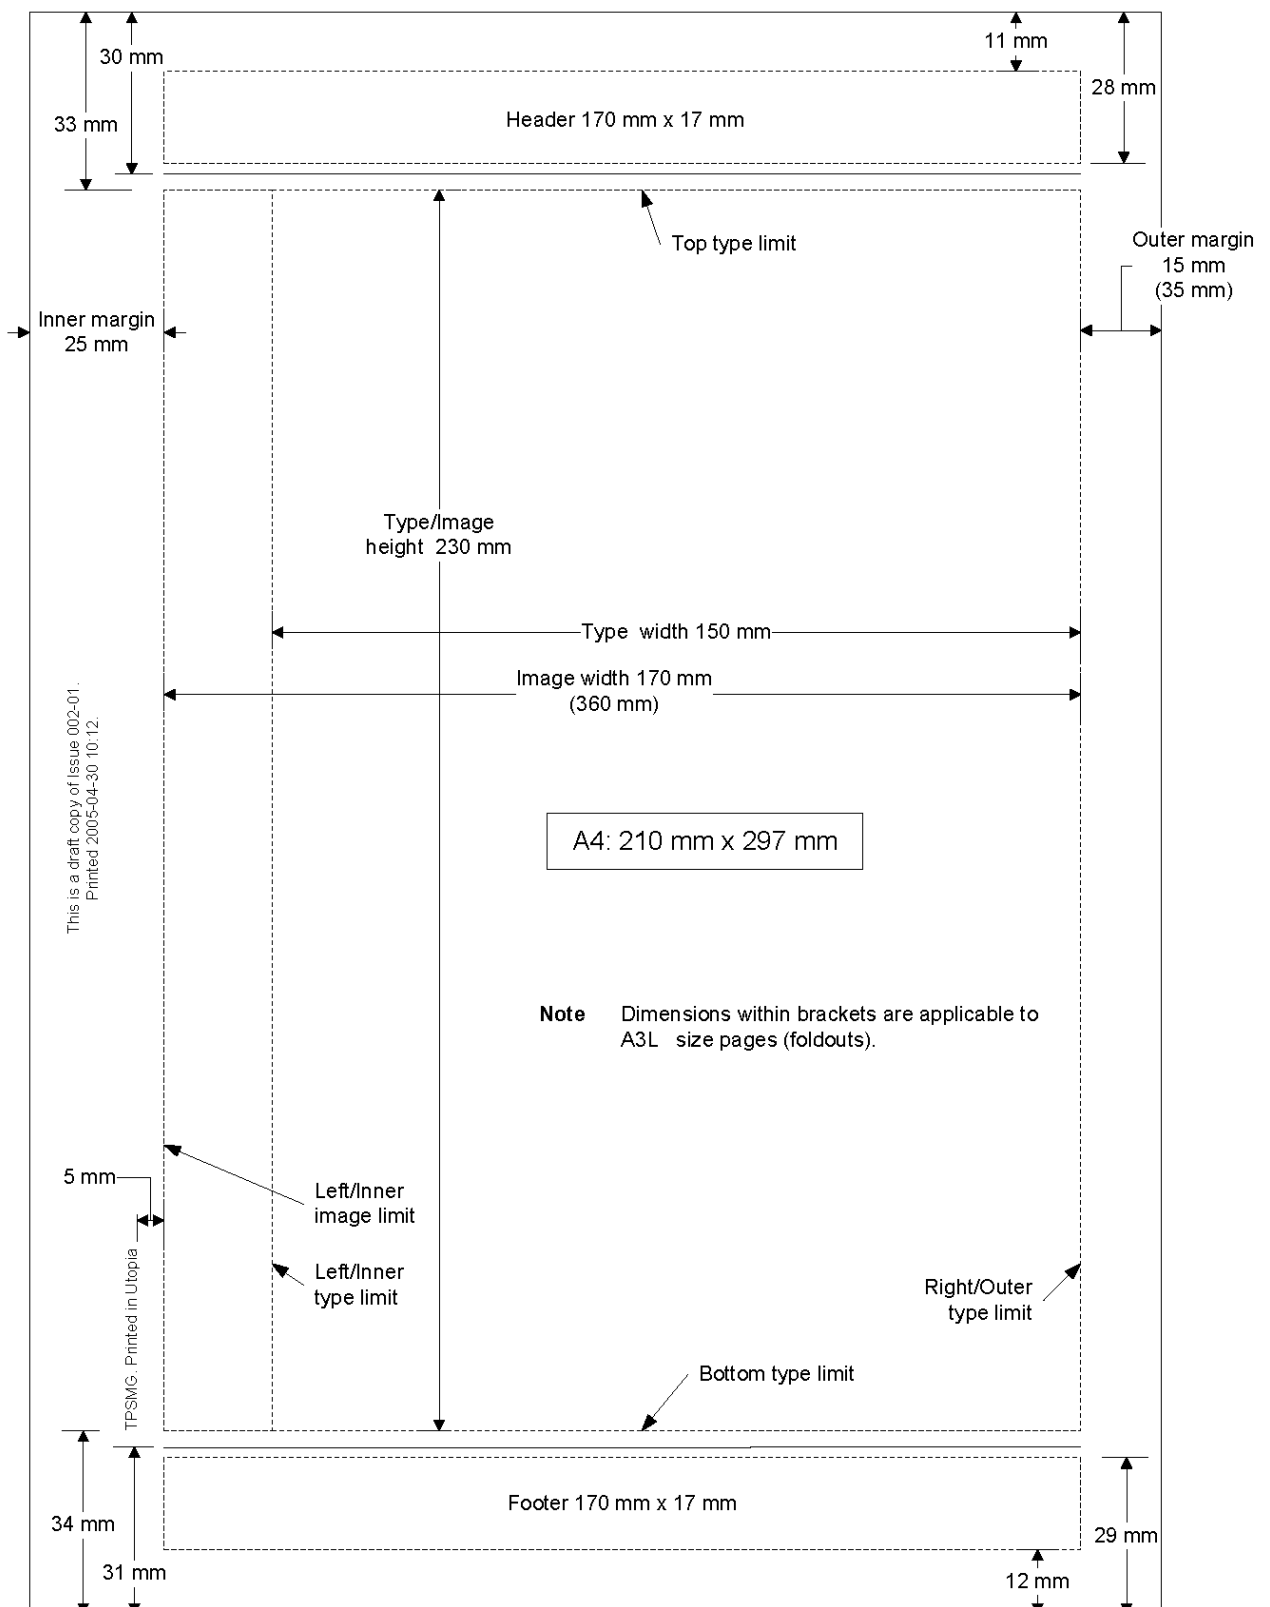 30 mm
11 mm
28 mm
33 mm
Header 170 mm x 17 mm
Top type limit
Outer margin
15 mm
(35 mm)
Inner margin
25 mm
Type/Image
height 230 mm
Type width 150 mm
Image width 170 mm
(360 mm)
This is a draft copy of Issue 002-01.
Printed 2005-04-30 10:12.
A4: 210 mm x 297 mm
Note Dimensions within brackets are applicable to
A3L size pages (foldouts).
5 mm
Left/Inner
image limit
TPSMG. Printed in Utopia
Left/Inner
type limit
Right/Outer
type limit
Bottom type limit
Footer 170 mm x 17 mm
34 mm
29 mm
31 mm
12 mm